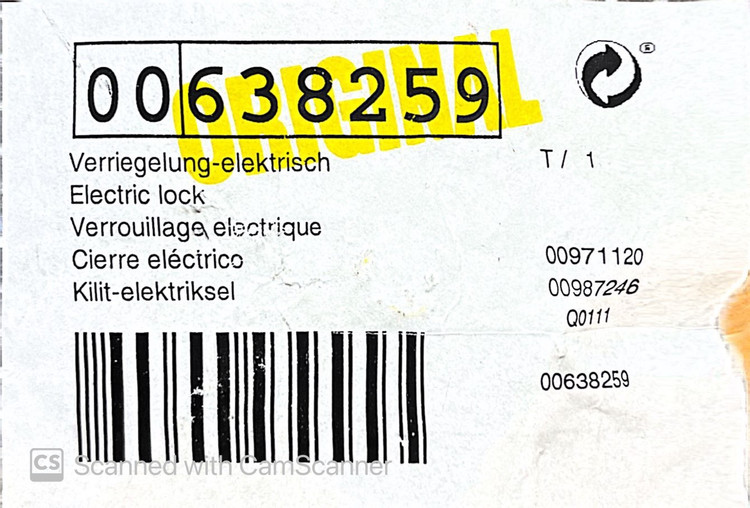 ORIGINAL
00638259
Verriegelung-elektrisch
T/ 1
Electric lock
Verrouillage electrique
Cierre eléctrico
00971120
Kilit-elektriksel
00987246
Q0111
00638259
CS Scanned with CamScanner